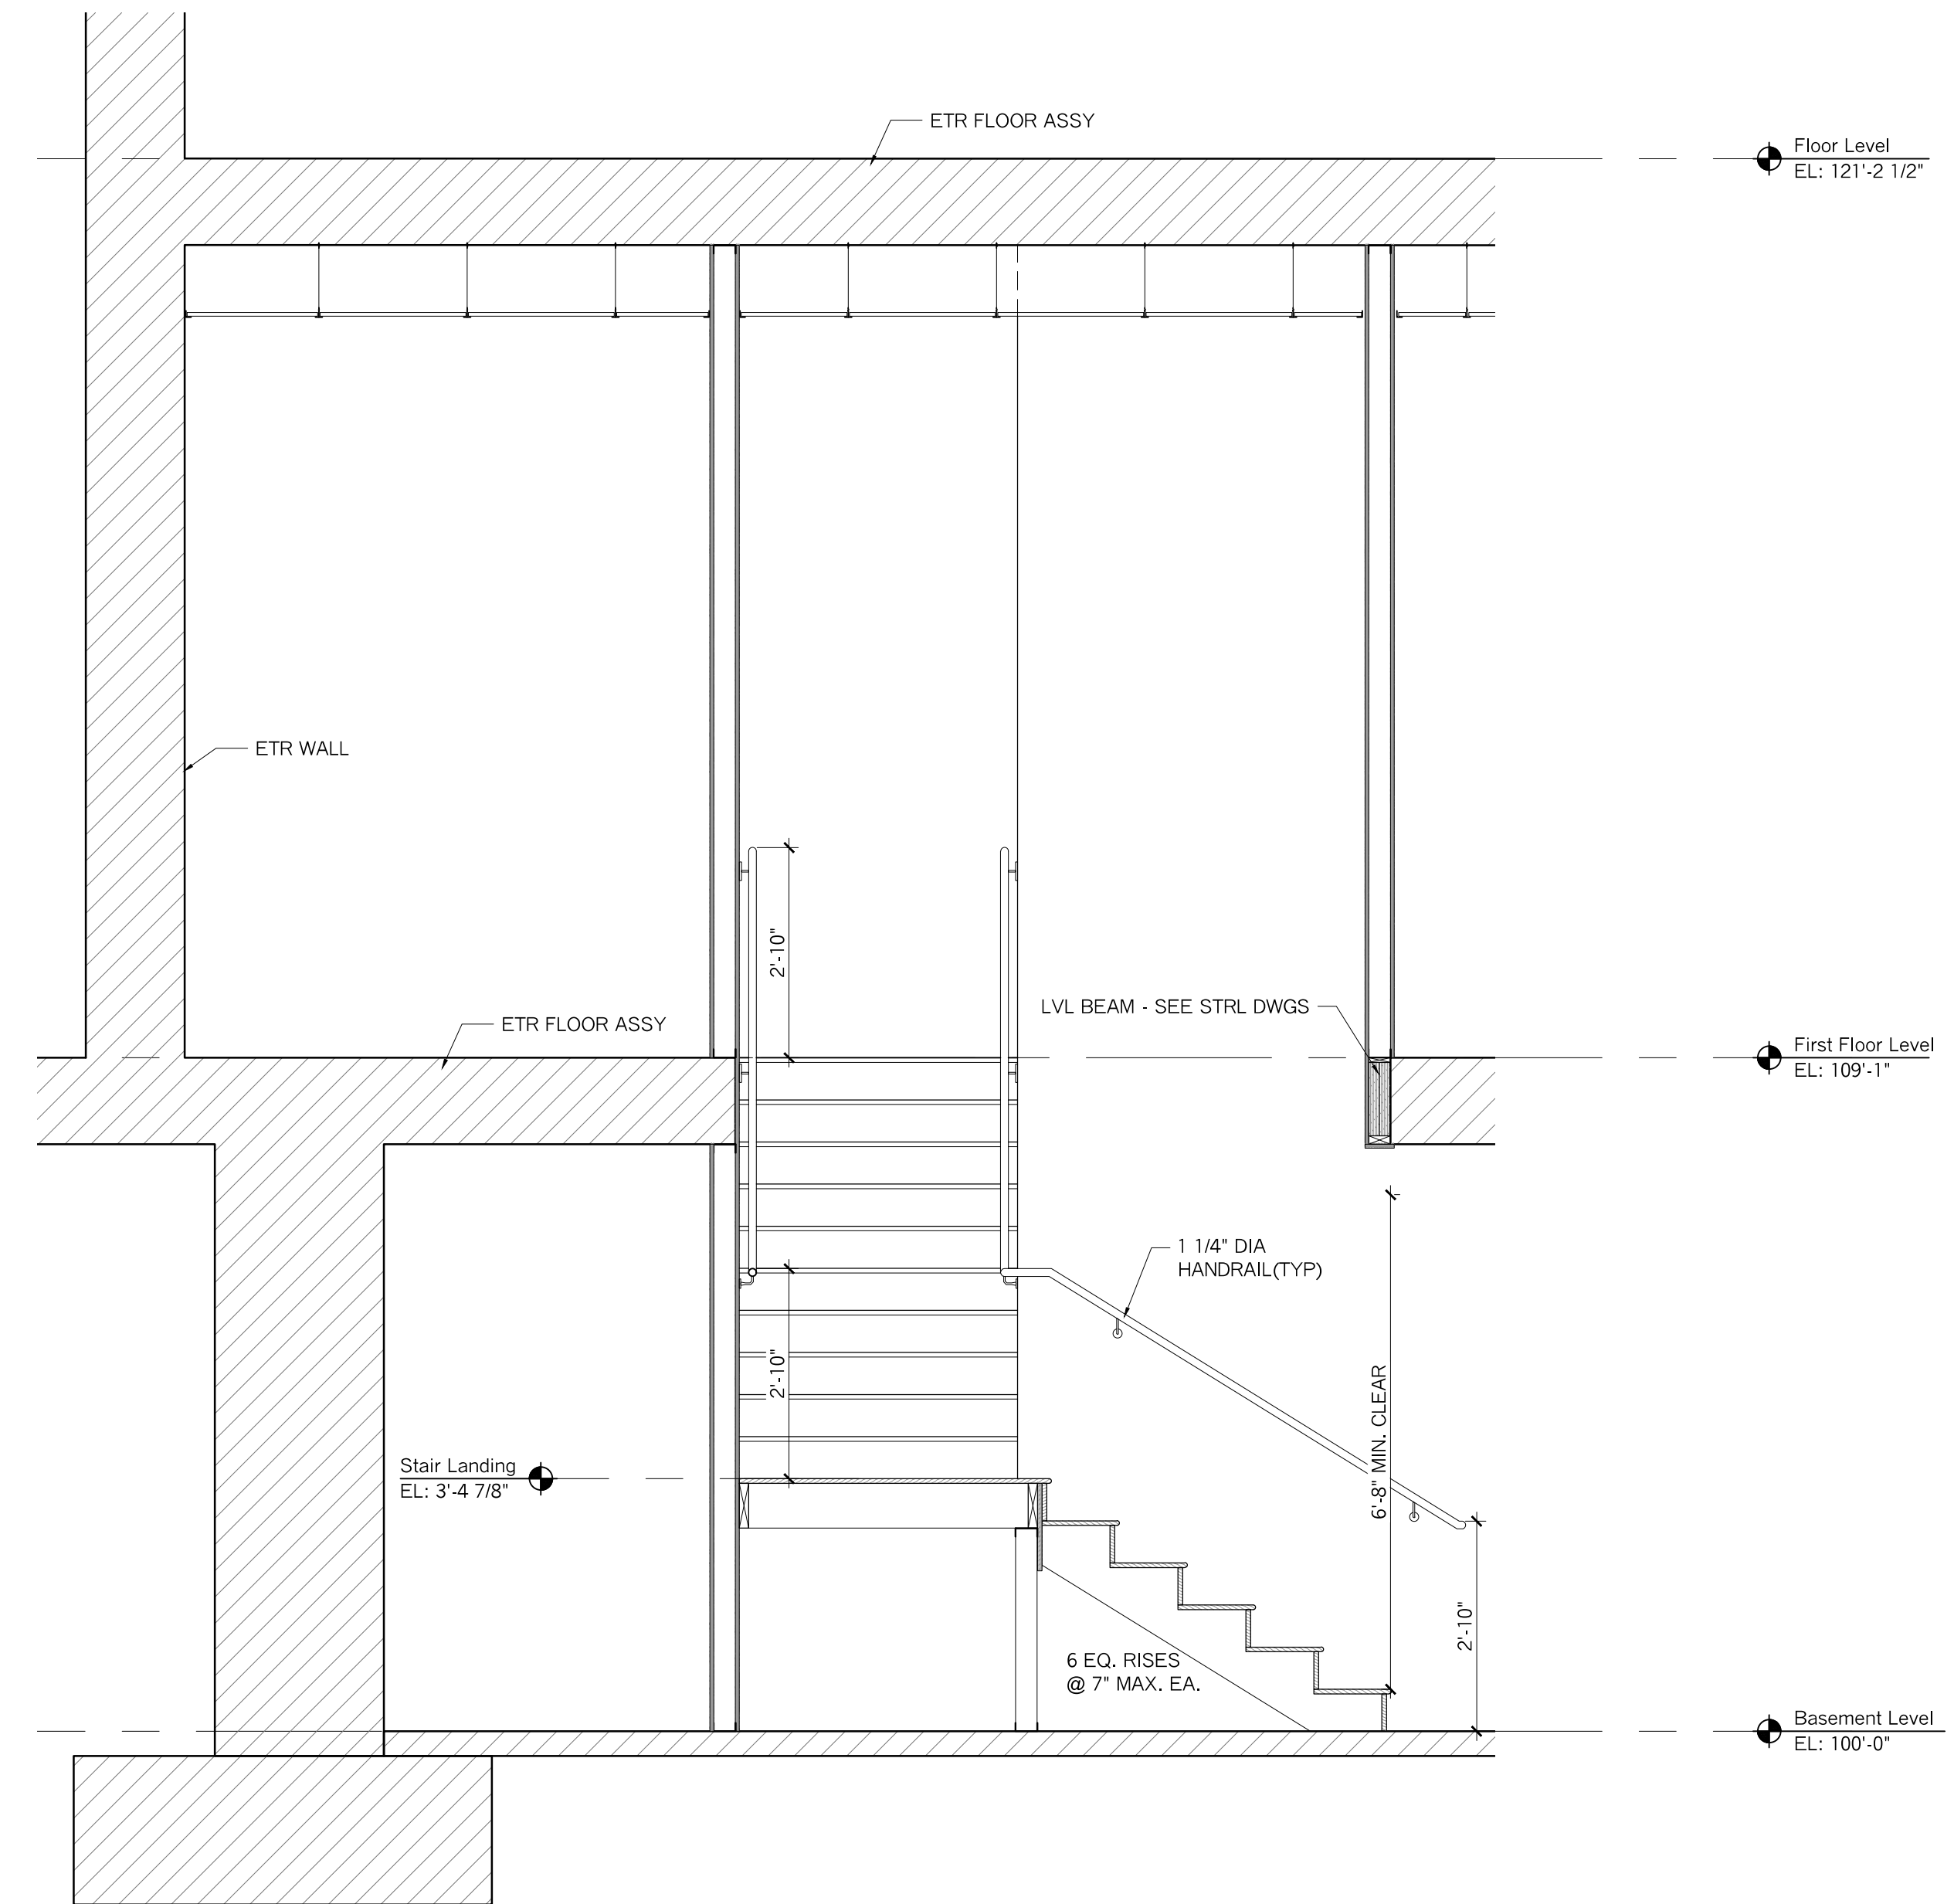 ETR FLOOR ASSY
Floor Level
EL: 121'-2 1/2"
ETR WALL
2'-10"
LVL BEAM - SEE STRL DWGS
ETR FLOOR ASSY
First Floor Level
EL: 109'-1"
1 1/4" DIA
HANDRAIL(TYP)
2'-10"
6'-8" MIN. CLEAR
Stair Landing
EL: 3'-4 7/8"
2'-10"
6 EQ. RISES
@ 7" MAX. EA.
Basement Level
EL: 100'-0"